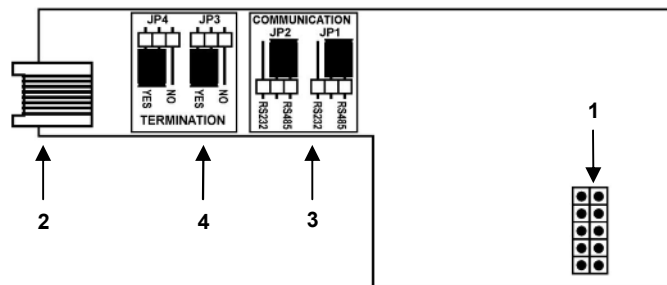 JP4 JP3
YES NO YES NO
TERMINATION
COMMUNICATION
JP2 JP1
RS232 RS485 RS232 RS485
1
2
4
3